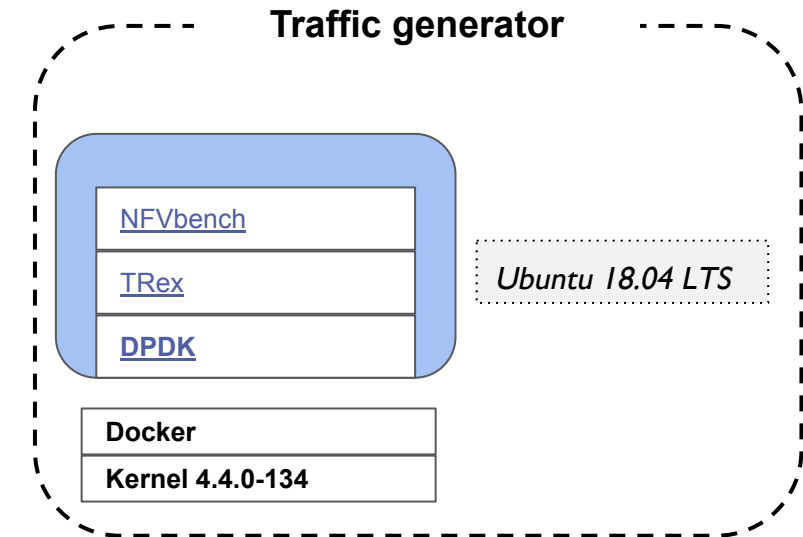 Traffic generator
NFVbench
TRex
Ubuntu 18.04 LTS
DPDK
Docker
Kernel 4.4.0-134